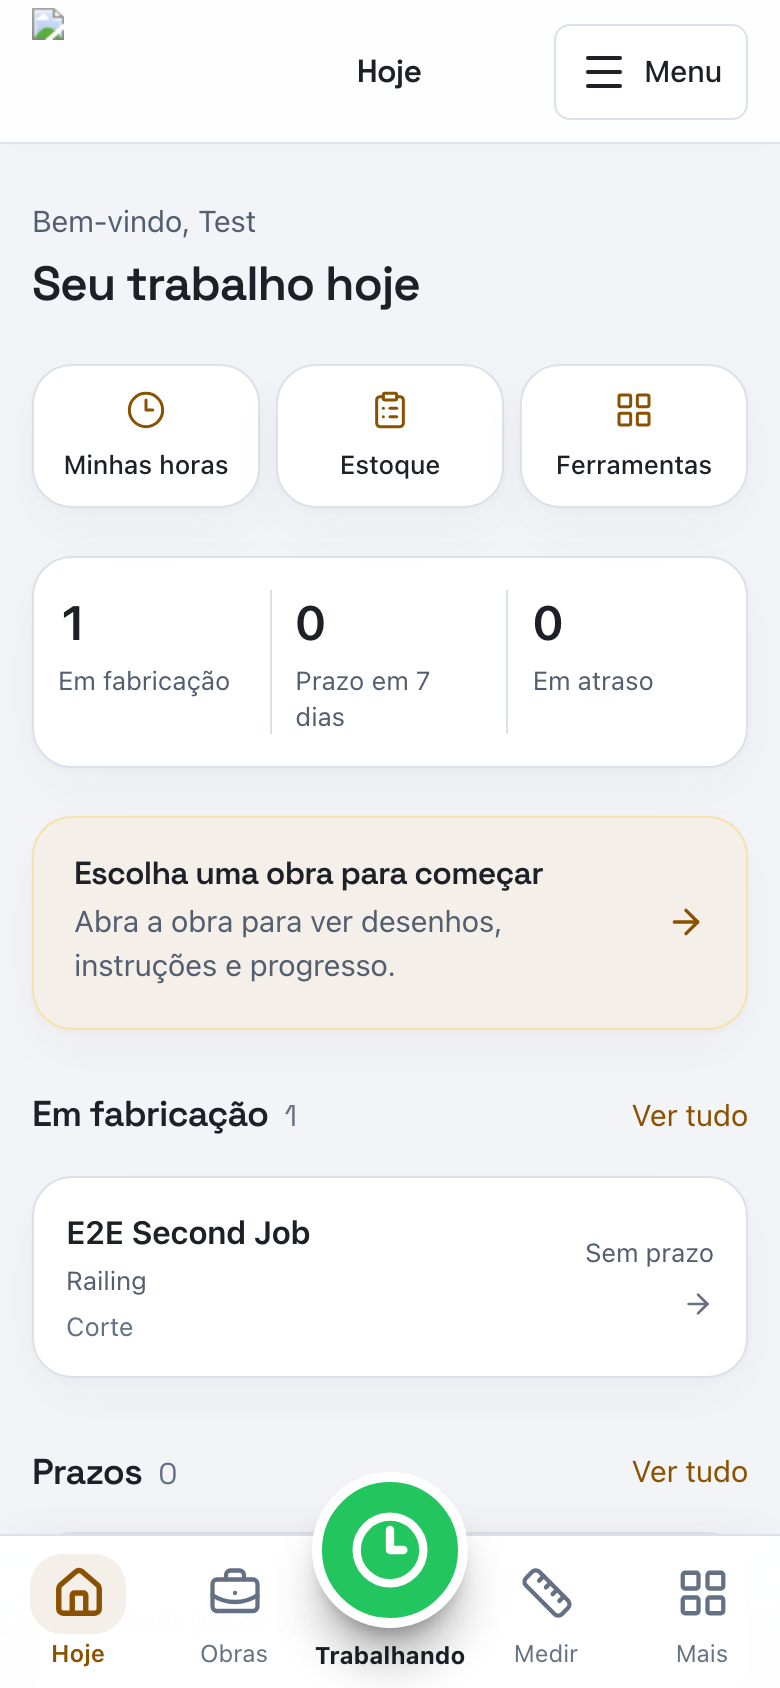 Hoje
Menu
Bem-vindo, Test
Seu trabalho hoje
Minhas horas
Estoque
Ferramentas
1
Em fabricação
0
Prazo em 7
dias
0
Em atraso
Escolha uma obra para começar
Abra a obra para ver desenhos,
instruções e progresso.
Em fabricação 1
Ver tudo
E2E Second Job
Railing
Corte
Sem prazo
Prazos 0
Ver tudo
Hoje
Obras
Trabalhando
Medir
Mais